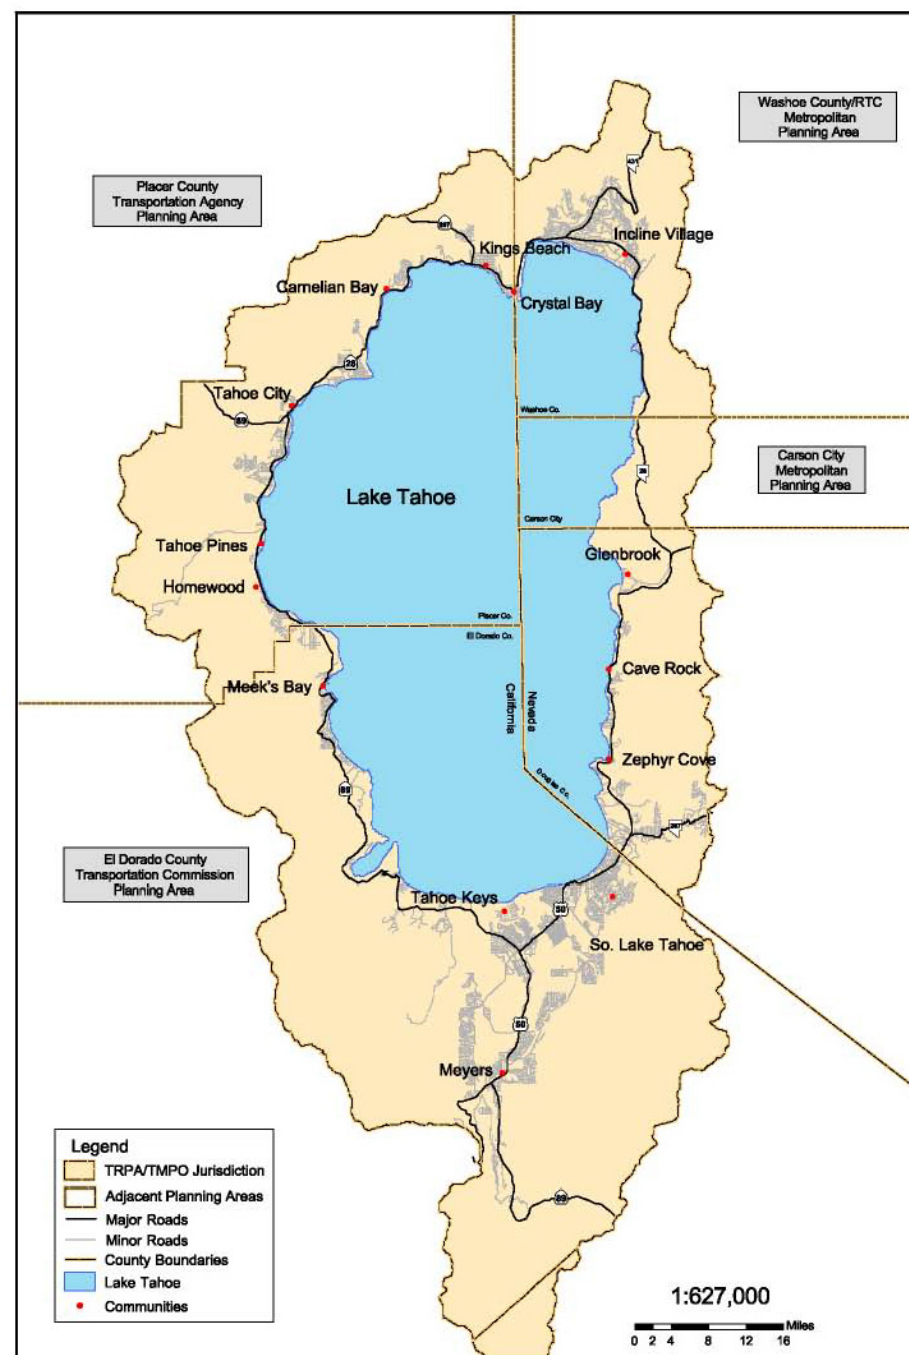 Washoe County/RTC
Metropolitan
Planning Area
Placer County
Transportation Agency
Planning Area
431
267
Kings Beach
Incline Village
Carnelian Bay
Crystal Bay
28
Tahoe City
89
Washoe Co.
Carson City
Metropolitan
Planning Area
28
Lake Tahoe
Carson City
Tahoe Pines
Glenbrook
Homewood
Placer Co.
El Dorado Co.
Cave Rock
Meek's Bay
California
Nevada
Zephyr Cove
Douglas Co.
89
207
El Dorado County
Transportation Commission
Planning Area
Tahoe Keys
50
So. Lake Tahoe
50
Meyers
89
Legend
TRPA/TMPO Jurisdiction
Adjacent Planning Areas
Major Roads
Minor Roads
County Boundaries
Lake Tahoe
Communities
1:627,000
Miles
0 2 4 8 12 16